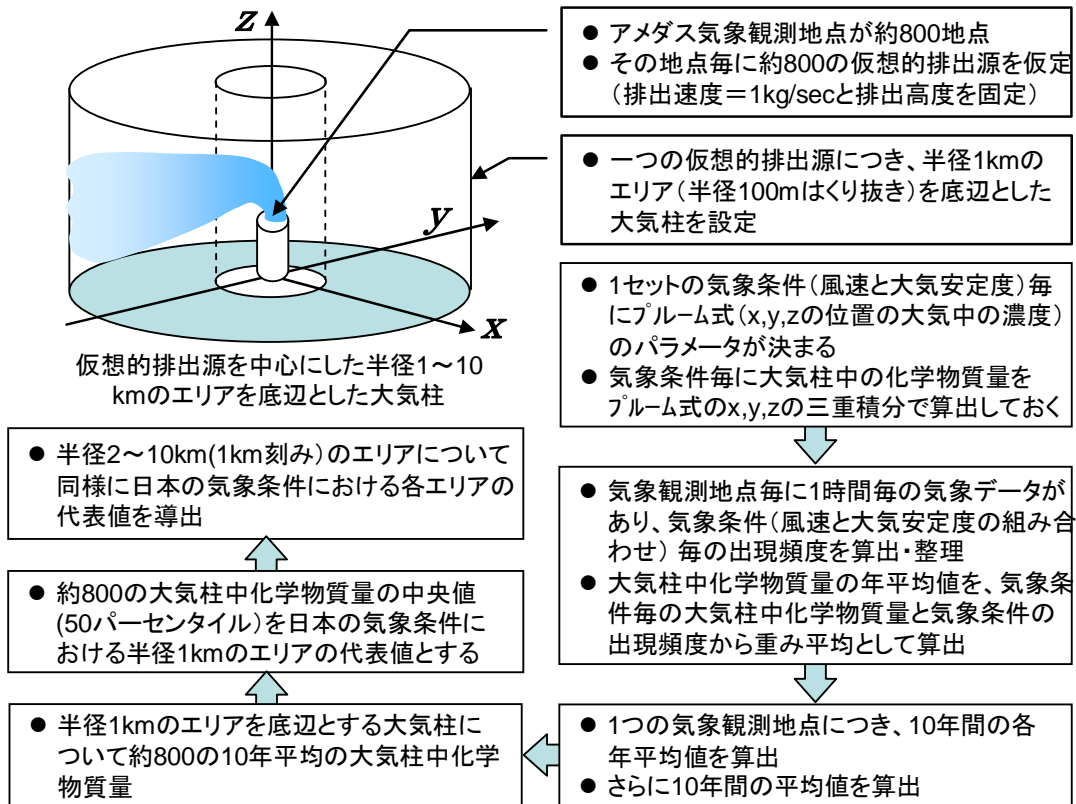 z
y
x
仮想的排出源を中心にした半径1～10
kmのエリアを底辺とした大気柱
● アメダス気象観測地点が約800地点
● その地点毎に約800の仮想的排出源を仮定
（排出速度＝1kg/secと排出高度を固定）
● 一つの仮想的排出源につき、半径1kmの
エリア（半径100mはくり抜き）を底辺とした
大気柱を設定
● 1セットの気象条件（風速と大気安定度）毎
にﾌﾟﾙｰﾑ式（x,y,zの位置の大気中の濃度）
のパラメータが決まる
● 気象条件毎に大気柱中の化学物質量を
ﾌﾟﾙｰﾑ式のx,y,zの三重積分で算出しておく
● 気象観測地点毎に1時間毎の気象データが
あり、気象条件（風速と大気安定度の組み合
わせ） 毎の出現頻度を算出・整理
● 大気柱中化学物質量の年平均値を、気象条
件毎の大気柱中化学物質量と気象条件の
出現頻度から重み平均として算出
● 1つの気象観測地点につき、10年間の各
年平均値を算出
● さらに10年間の平均値を算出
● 半径1kmのエリアを底辺とする大気柱に
ついて約800の10年平均の大気柱中化学
物質量
● 約800の大気柱中化学物質量の中央値
(50パーセンタイル）を日本の気象条件に
おける半径1kmのエリアの代表値とする
● 半径2～10km(1km刻み）のエリアについて
同様に日本の気象条件における各エリアの
代表値を導出